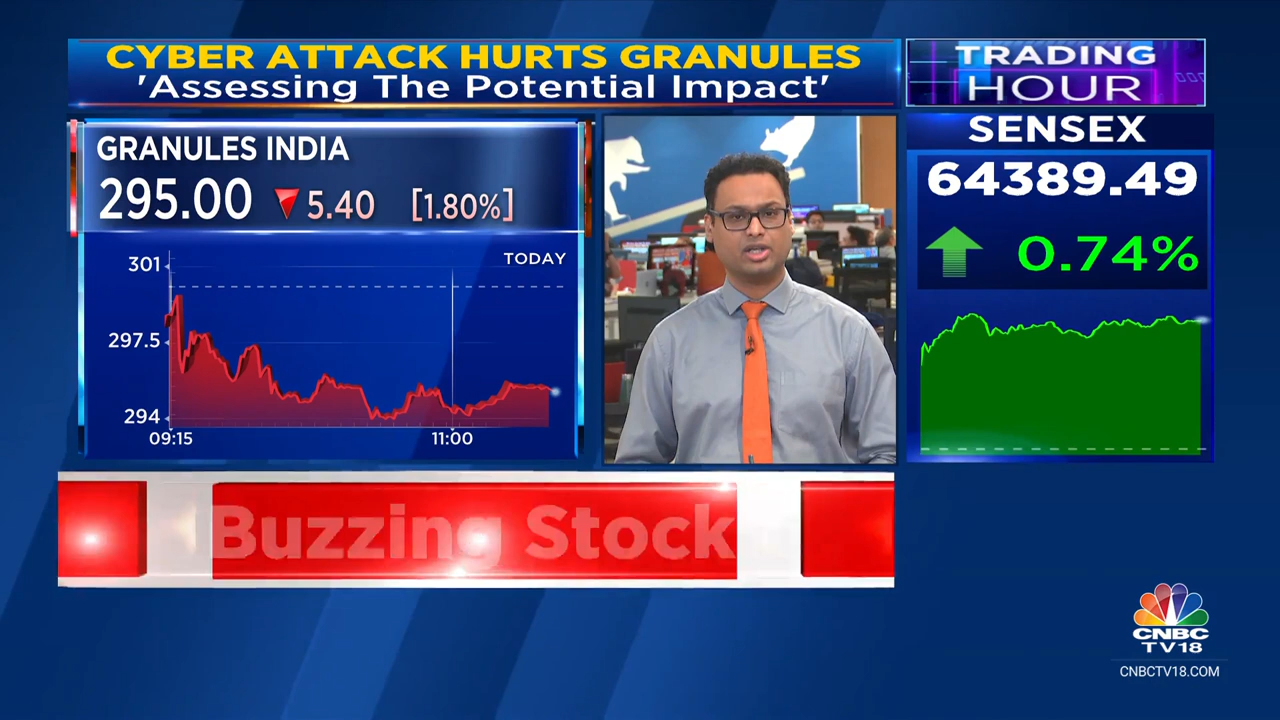 CYBER ATTACK HURTS GRANULES
'Assessing The Potential Impact'
TRADING
HOUR
GRANULES INDIA
295.00 ▼ 5.40 [1.80%]
TODAY
301
297.5
294
09:15 11:00
SENSEX
64389.49
0.74%
Buzzing Stock
CNBC
TV18
CNBCTV18.COM